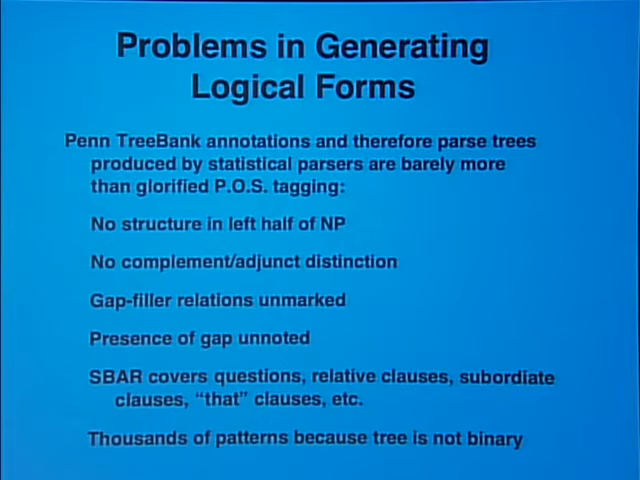 Problems in Generating
Logical Forms
Penn TreeBank annotations and therefore parse trees
produced by statistical parsers are barely more
than glorified P.O.S. tagging:
No structure in left half of NP
No complement/adjunct distinction
Gap-filler relations unmarked
Presence of gap unnoted
SBAR covers questions, relative clauses, subordiate
clauses, “that” clauses, etc.
Thousands of patterns because tree is not binary